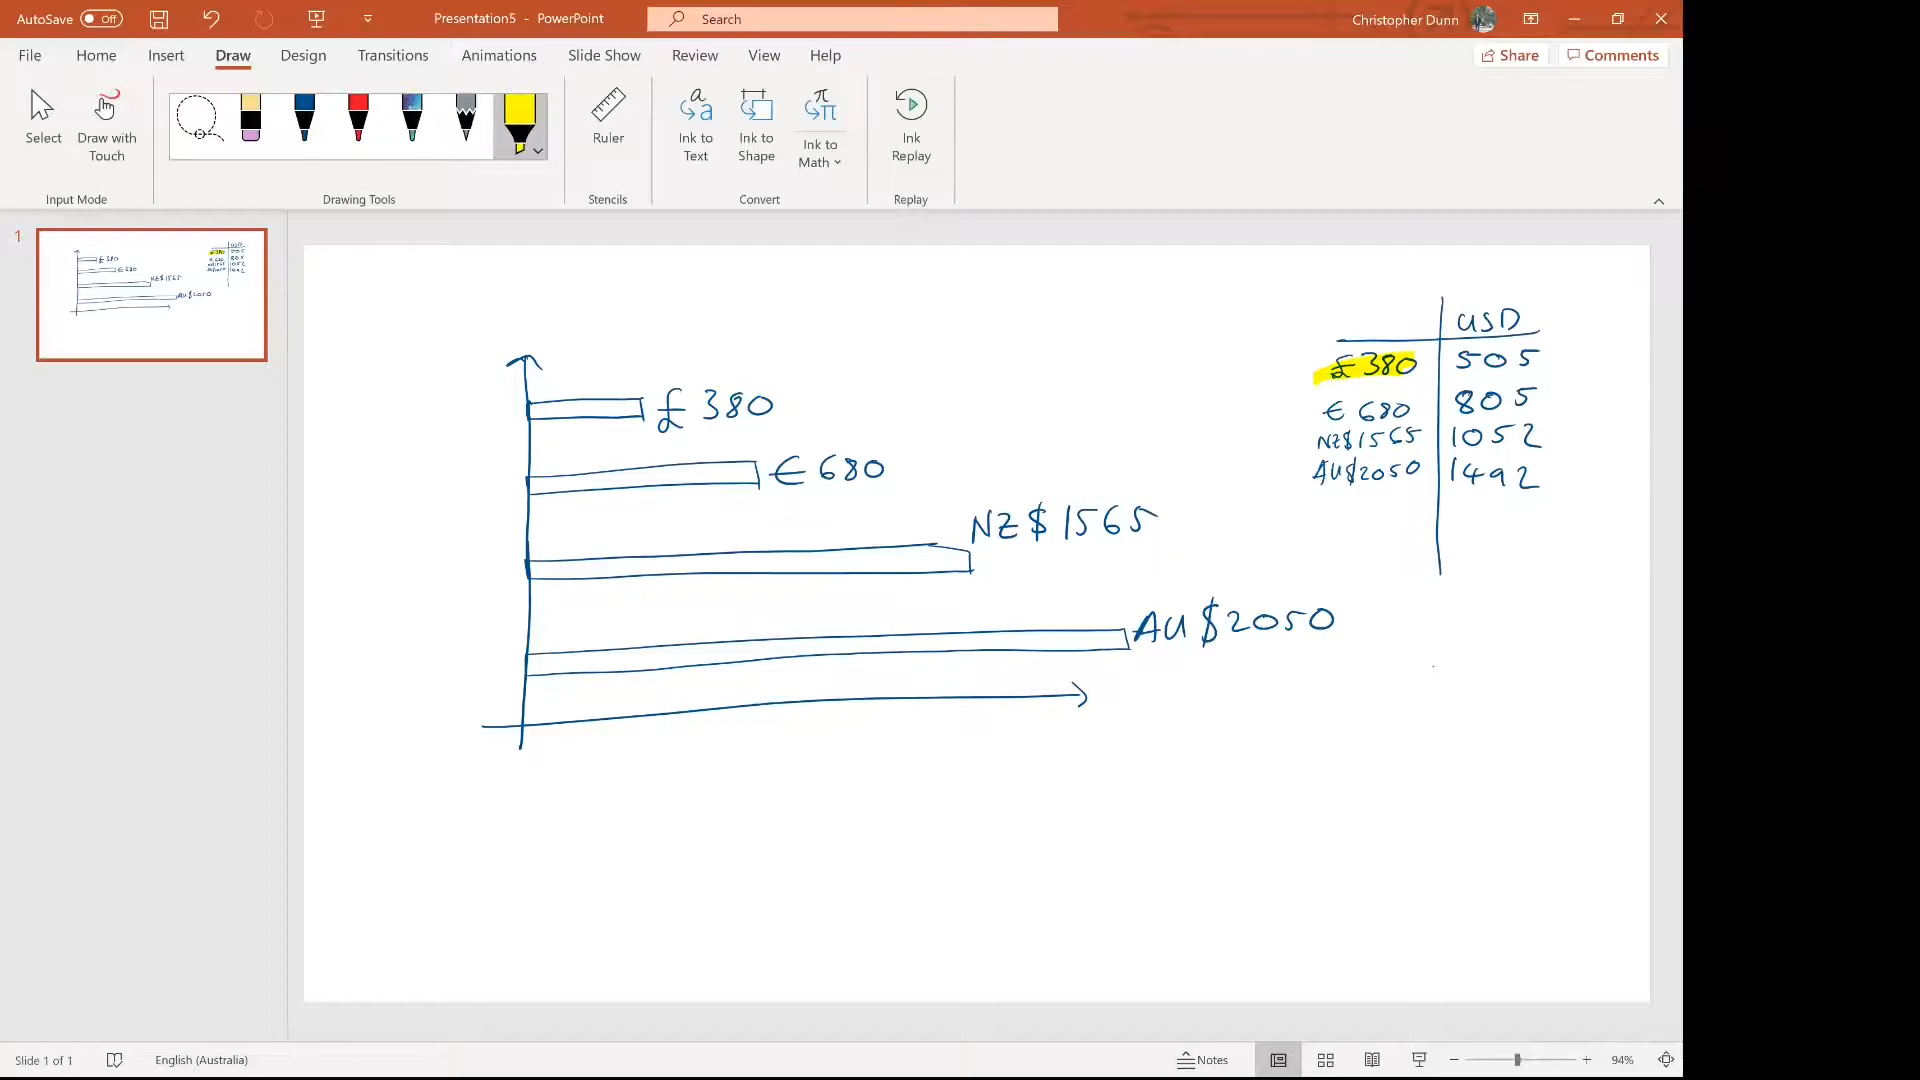 AutoSave Off
Presentation5 - PowerPoint
Search
Christopher Dunn
File Home Insert Draw Design Transitions Animations Slide Show Review View Help
Share Comments
Select
Draw with Touch
Ruler
Ink to Text
Ink to Shape
Ink to Math
Ink Replay
Input Mode
Drawing Tools
Stencils
Convert
Replay
1
£ 380
€ 680
NZ $ 1565
AU $ 2050
USD
£ 380 505
€ 680 805
NZ$1565 1052
AU$2050 1492
Slide 1 of 1
English (Australia)
Notes
94%